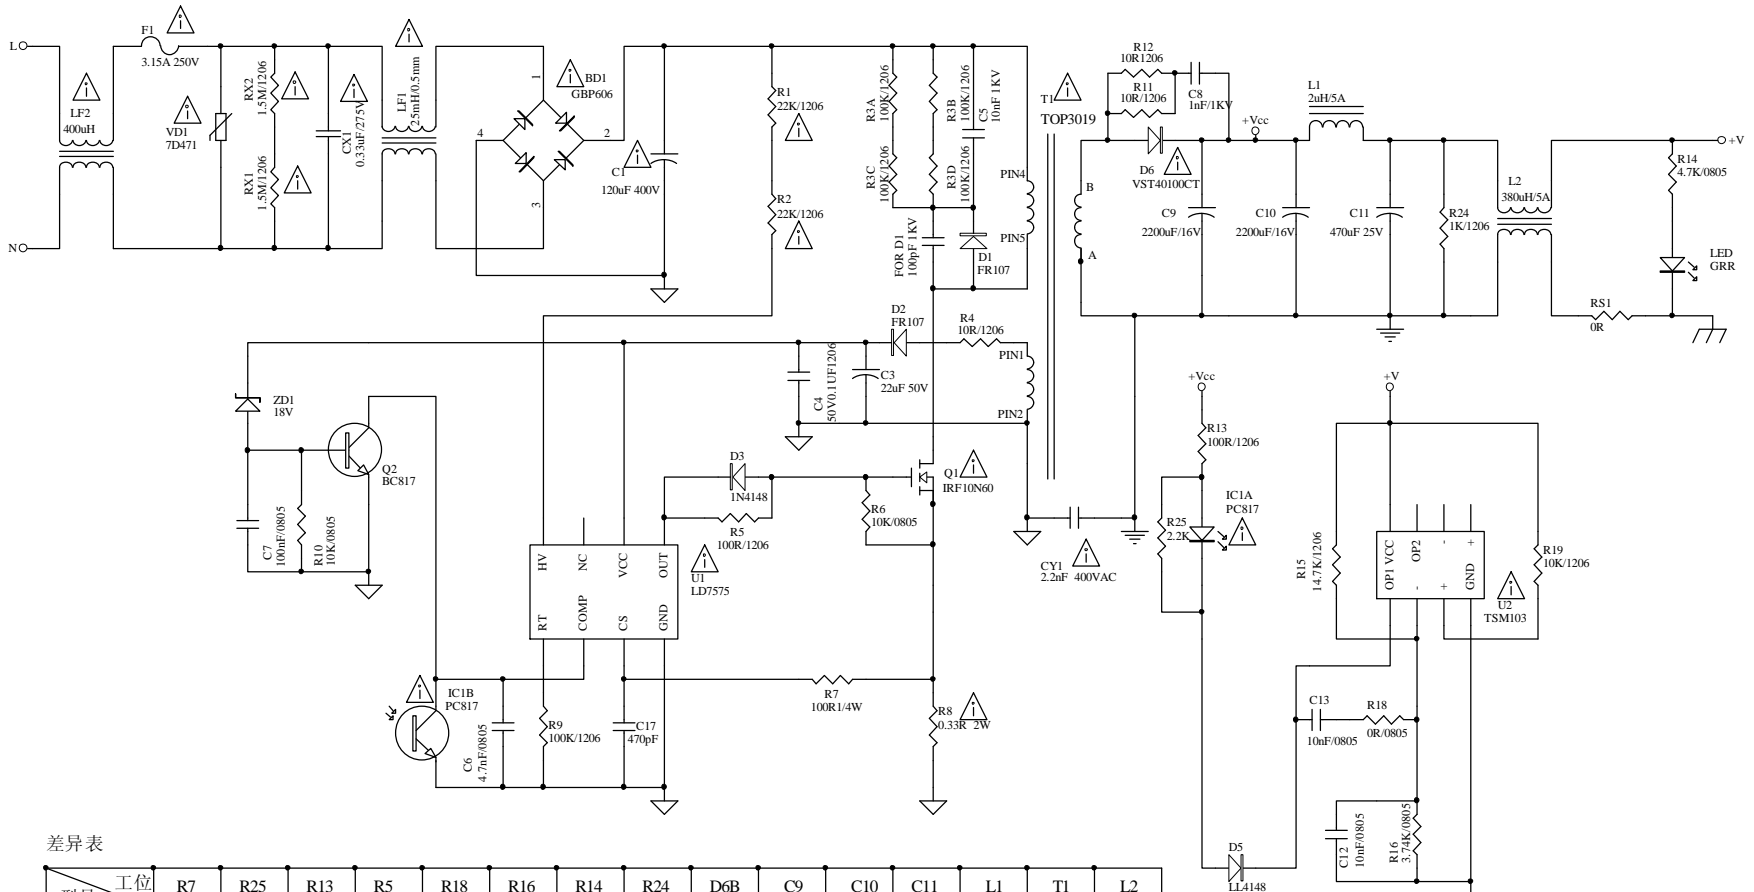 L
N
LF2
400uH
F1
3.15A 250V
VD1
7D471
RX2
1.5M/1206
RX1
1.5M/1206
CX1
0.33uF/275V
LF1
25mH/0.5mm
1
2
3
4
BD1
GBP606
C1
120uF 400V
R1
22K/1206
R2
22K/1206
R3A
100K/1206
R3C
100K/1206
R3B
100K/1206
R3D
100K/1206
C5
10nF 1KV
FOR D1
100pF 1KV
D1
FR107
PIN4
PIN5
T1
TOP3019
B
A
R12
10R1206
R11
10R/1206
C8
1nF/1KV
D6
VST40100CT
+Vcc
C9
2200uF/16V
C10
2200uF/16V
L1
2uH/5A
C11
470uF 25V
R24
1K/1206
L2
380uH/5A
+V
R14
4.7K/0805
LED
GRR
RS1
0R
D2
FR107
R4
10R/1206
PIN1
PIN2
C4
50V0.1UF1206
C3
22uF 50V
ZD1
18V
Q2
BC817
C7
100nF/0805
R10
10K/0805
D3
1N4148
R5
100R/1206
R6
10K/0805
Q1
IRF10N60
HV
NC
VCC
OUT
RT
COMP
CS
GND
U1
LD7575
CY1
2.2nF 400VAC
+Vcc
R13
100R/1206
R25
2.2K
IC1A
PC817
+V
R15
14.7K/1206
R19
10K/1206
OP1 VCC
OP2
-
+
-
+
GND
U2
TSM103
IC1B
PC817
C6
4.7nF/0805
R9
100K/1206
C17
470pF
R7
100R1/4W
R8
0.33R 2W
C13
10nF/0805
R18
0R/0805
C12
10nF/0805
R16
3.74K/0805
D5
LL4148
差异表
工位 R7 R25 R13 R5 R18 R16 R14 R24 D6B C9 C10 C11 L1 T1 L2